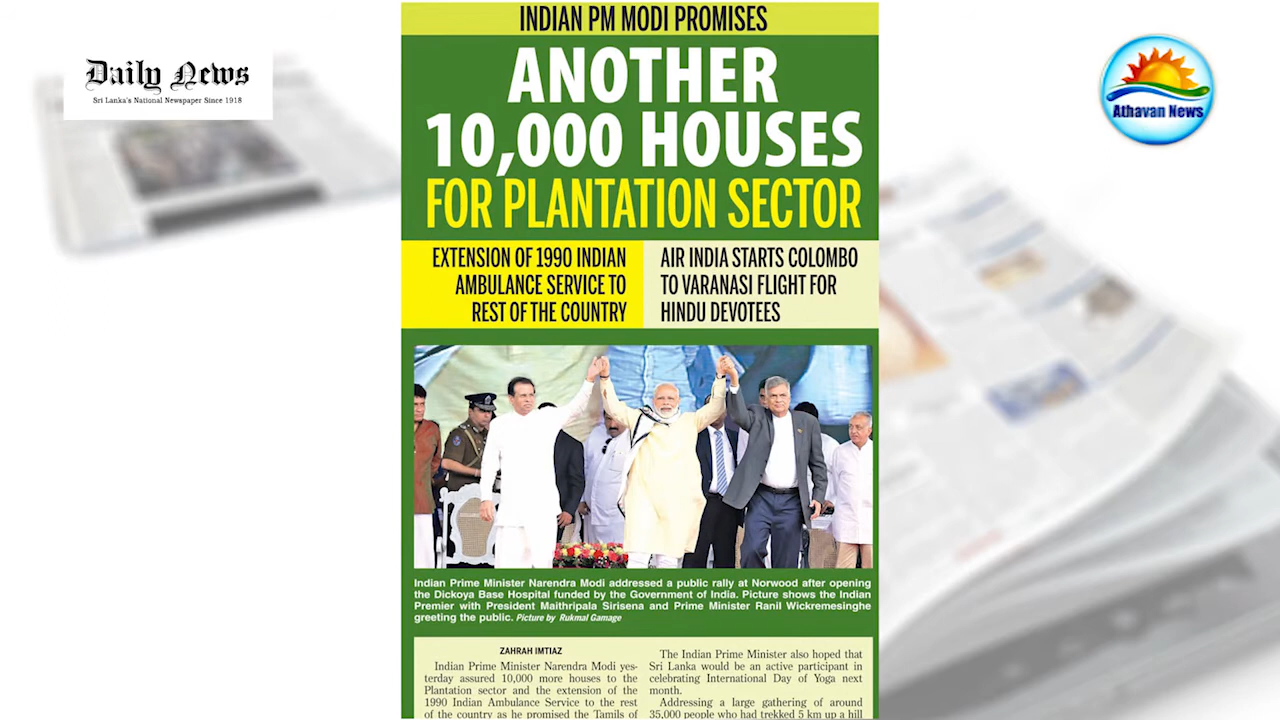 INDIAN PM MODI PROMISES
Daily News
Sri Lanka's National Newspaper Since 1918
Athavan News
ANOTHER
10,000 HOUSES
FOR PLANTATION SECTOR
EXTENSION OF 1990 INDIAN
AMBULANCE SERVICE TO
REST OF THE COUNTRY
AIR INDIA STARTS COLOMBO
TO VARANASI FLIGHT FOR
HINDU DEVOTEES
Indian Prime Minister Narendra Modi addressed a public rally at Norwood after opening
the Dickoya Base Hospital funded by the Government of India. Picture shows the Indian
Premier with President Maithripala Sirisena and Prime Minister Ranil Wickremesinghe
greeting the public. Picture by Rukmal Gamage
ZAHRAH IMTIAZ
Indian Prime Minister Narendra Modi yes-
terday assured 10,000 more houses to the
Plantation sector and the extension of the
1990 Indian Ambulance Service to the rest
of the country as he promised the Tamils of
The Indian Prime Minister also hoped that
Sri Lanka would be an active participant in
celebrating International Day of Yoga next
month.
Addressing a large gathering of around
35,000 people who had trekked 5 km up a hill